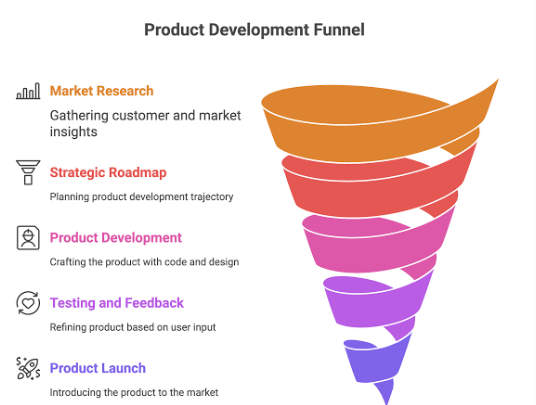 Product Development Funnel
Market Research
Gathering customer and market
insights
Strategic Roadmap
Planning product development trajectory
Product Development
Crafting the product with code and design
Testing and Feedback
Refining product based on user input
Product Launch
Introducing the product to the market